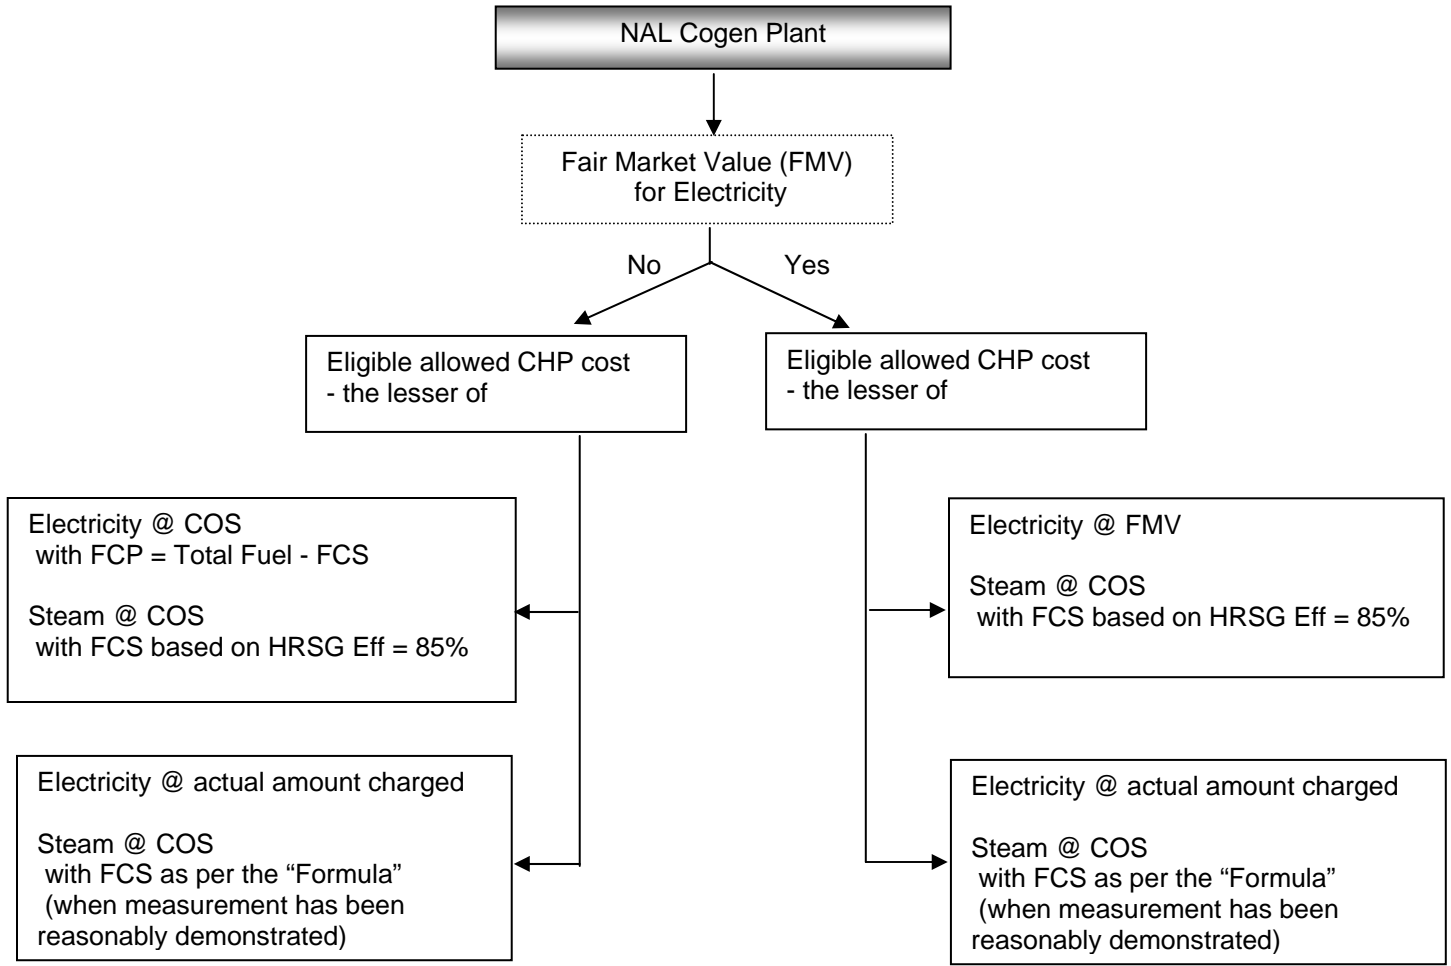 NAL Cogen Plant
Fair Market Value (FMV)
for Electricity
No
Yes
Eligible allowed CHP cost
- the lesser of
Eligible allowed CHP cost
- the lesser of
Electricity @ COS
with FCP = Total Fuel - FCS
Steam @ COS
with FCS based on HRSG Eff = 85%
Electricity @ FMV
Steam @ COS
with FCS based on HRSG Eff = 85%
Electricity @ actual amount charged
Steam @ COS
with FCS as per the “Formula”
(when measurement has been
reasonably demonstrated)
Electricity @ actual amount charged
Steam @ COS
with FCS as per the “Formula”
(when measurement has been
reasonably demonstrated)